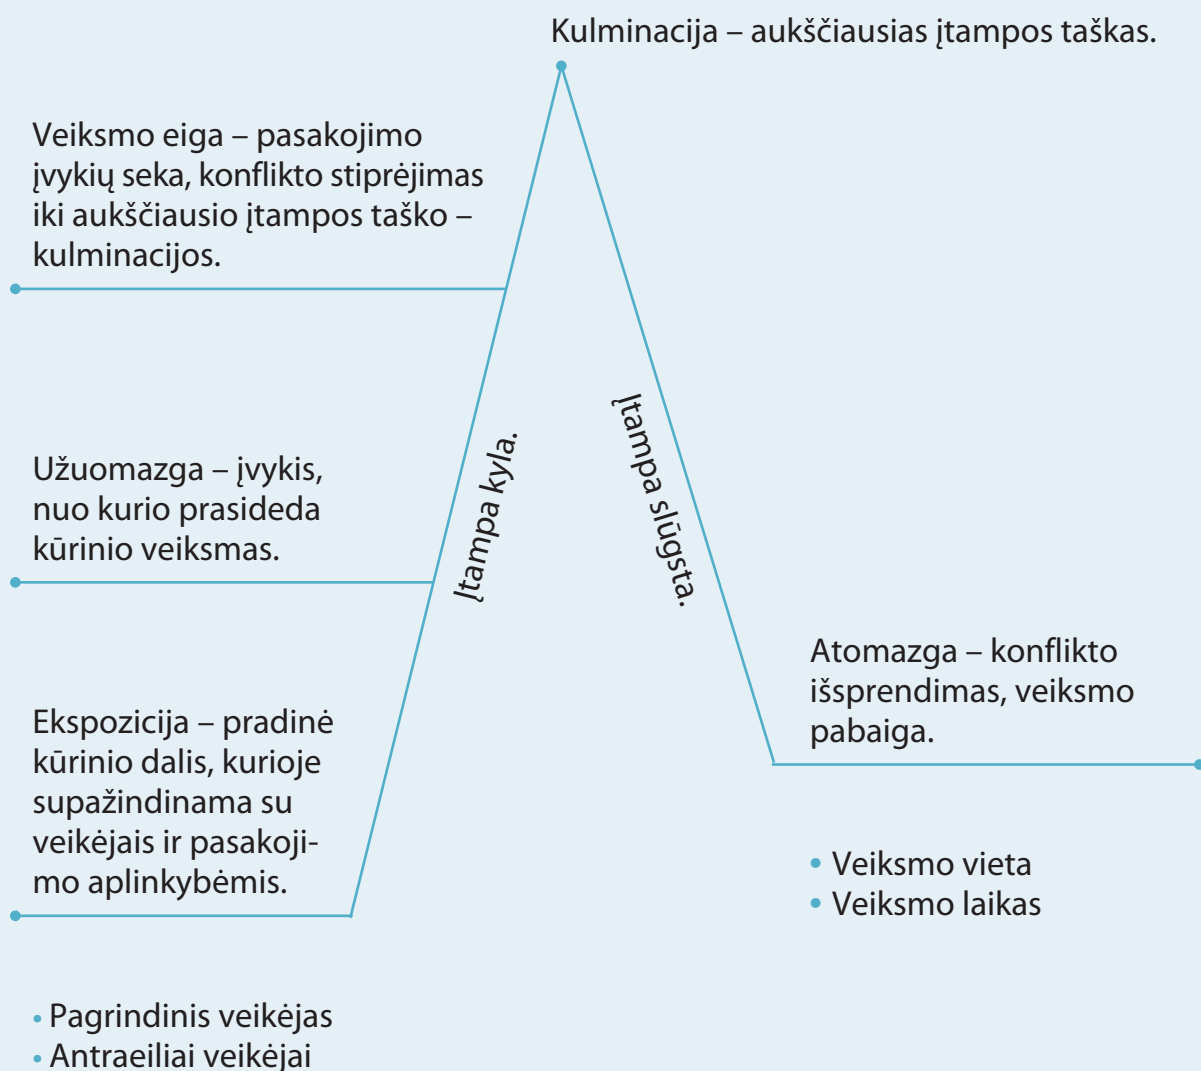 Kulminacija – aukščiausias įtampos taškas.
Veiksmo eiga – pasakojimo
įvykių seka, konflikto stiprėjimas
iki aukščiausio įtampos taško –
kulminacijos.
Įtampa kyla.
Įtampa slūgsta.
Užuomazga – įvykis,
nuo kurio prasideda
kūrinio veiksmas.
Atomazga – konflikto
išsprendimas, veiksmo
pabaiga.
Ekspozicija – pradinė
kūrinio dalis, kurioje
supažindinama su
veikėjais ir pasakoji-
mo aplinkybėmis.
• Veiksmo vieta
• Veiksmo laikas
• Pagrindinis veikėjas
• Antraeiliai veikėjai